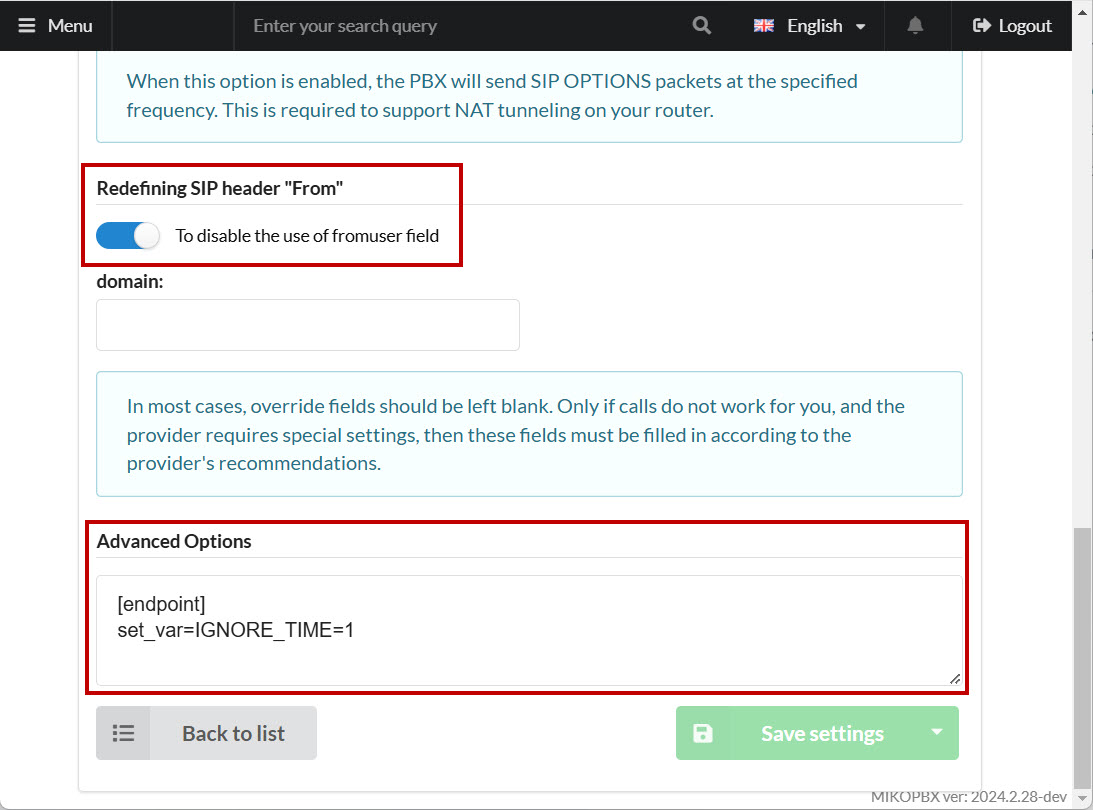 Menu
Enter your search query
English
Logout
When this option is enabled, the PBX will send SIP OPTIONS packets at the specified
frequency. This is required to support NAT tunneling on your router.
Redefining SIP header "From"
To disable the use of fromuser field
domain:
In most cases, override fields should be left blank. Only if calls do not work for you, and the
provider requires special settings, then these fields must be filled in according to the
provider's recommendations.
Advanced Options
[endpoint]
set_var=IGNORE_TIME=1
Back to list
Save settings
MIKOPBX ver: 2024.2.28-dev